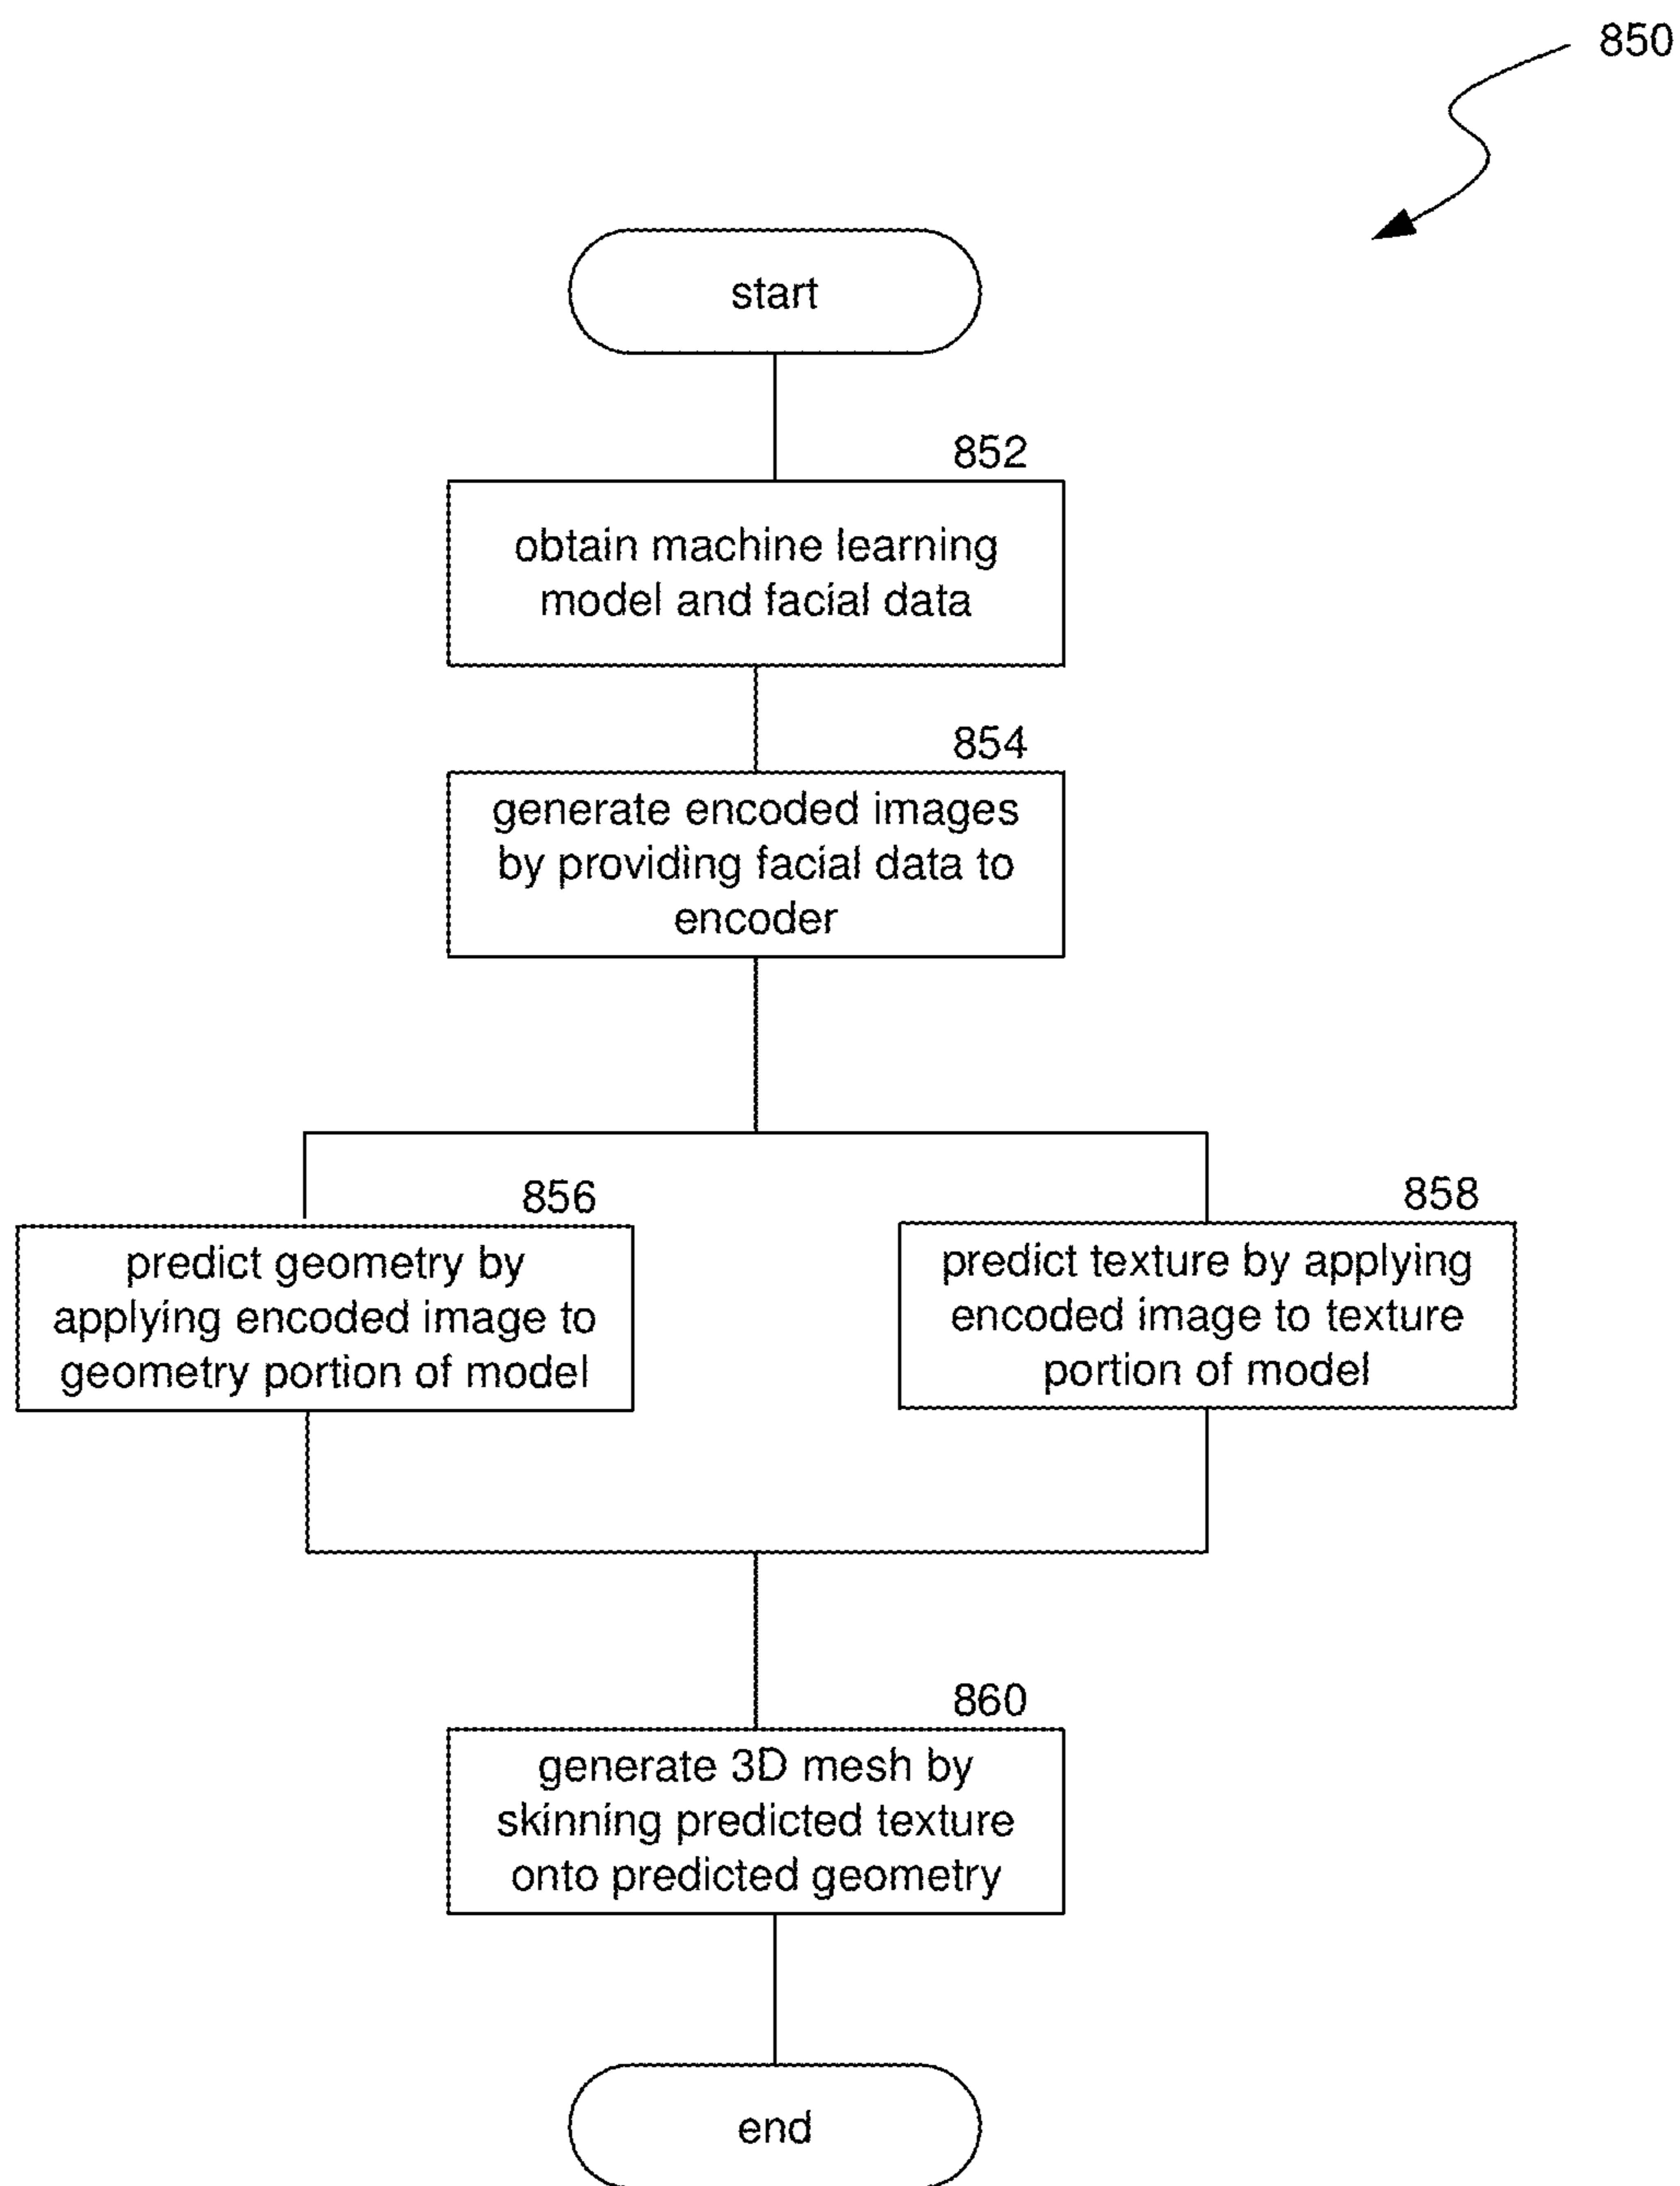 850
start
852
obtain machine learning
model and facial data
854
generate encoded images
by providing facial data to
encoder
856
predict geometry by
applying encoded image to
geometry portion of model
858
predict texture by applying
encoded image to texture
portion of model
860
generate 3D mesh by
skinning predicted texture
onto predicted geometry
end